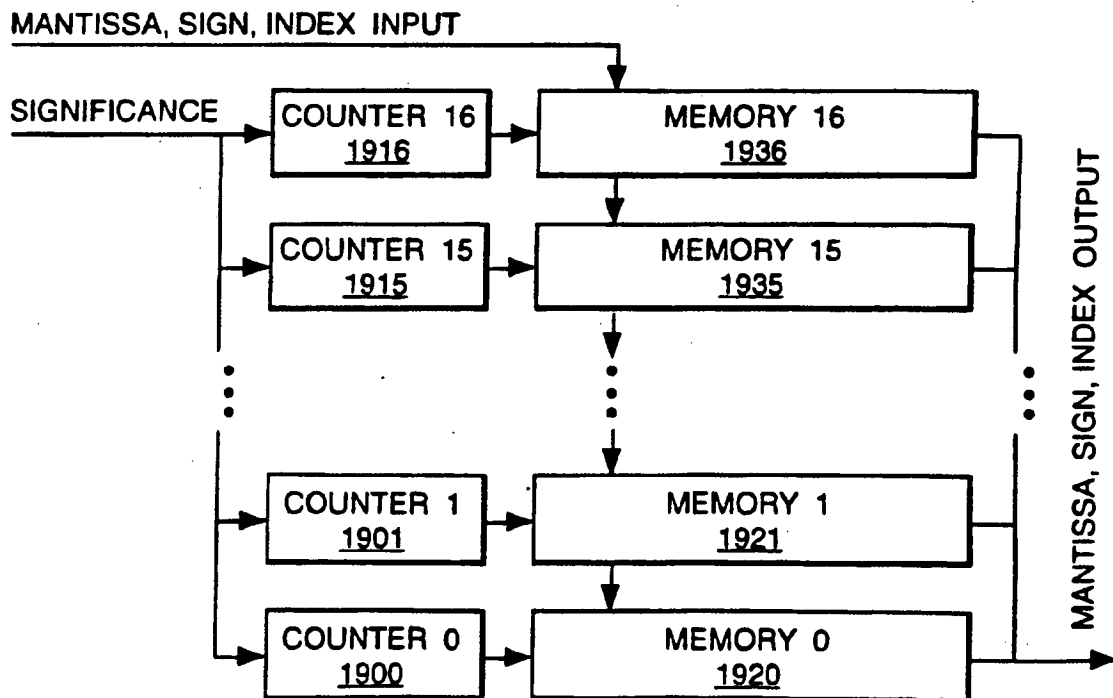 MANTISSA, SIGN, INDEX INPUT
SIGNIFICANCE
COUNTER 16
1916
MEMORY 16
1936
COUNTER 15
1915
MEMORY 15
1935
COUNTER 1
1901
MEMORY 1
1921
COUNTER 0
1900
MEMORY 0
1920
MANTISSA, SIGN, INDEX OUTPUT